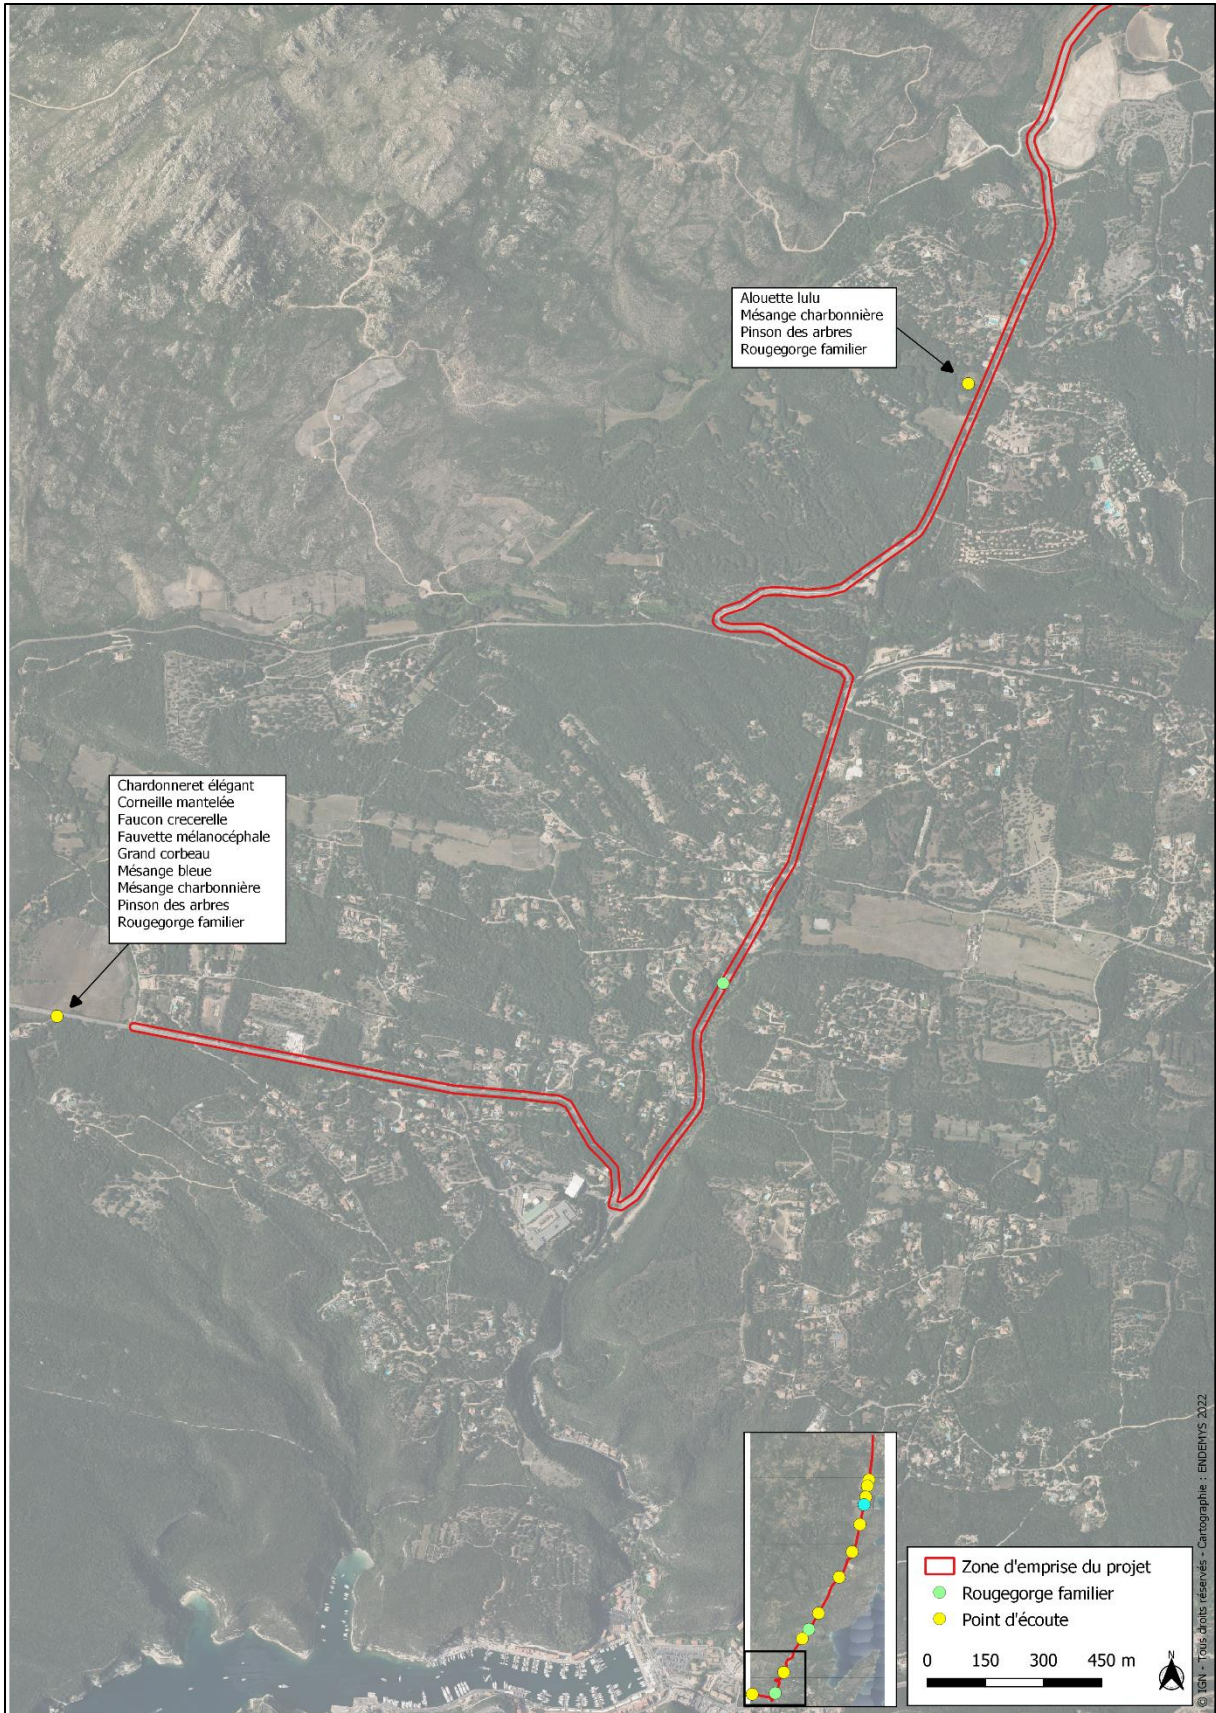 Alouette lulu
Mésange charbonnière
Pinson des arbres
Rougegorge familier
Chardonneret élégant
Corneille mantelée
Faucon crecerelle
Fauvette mélanocéphale
Grand corbeau
Mésange bleue
Mésange charbonnière
Pinson des arbres
Rougegorge familier
Zone d'emprise du projet
Rougegorge familier
Point d'écoute
0 150 300 450 m
N
© IGN - Tous droits réservés - Cartographie : ENDEMYS 2022